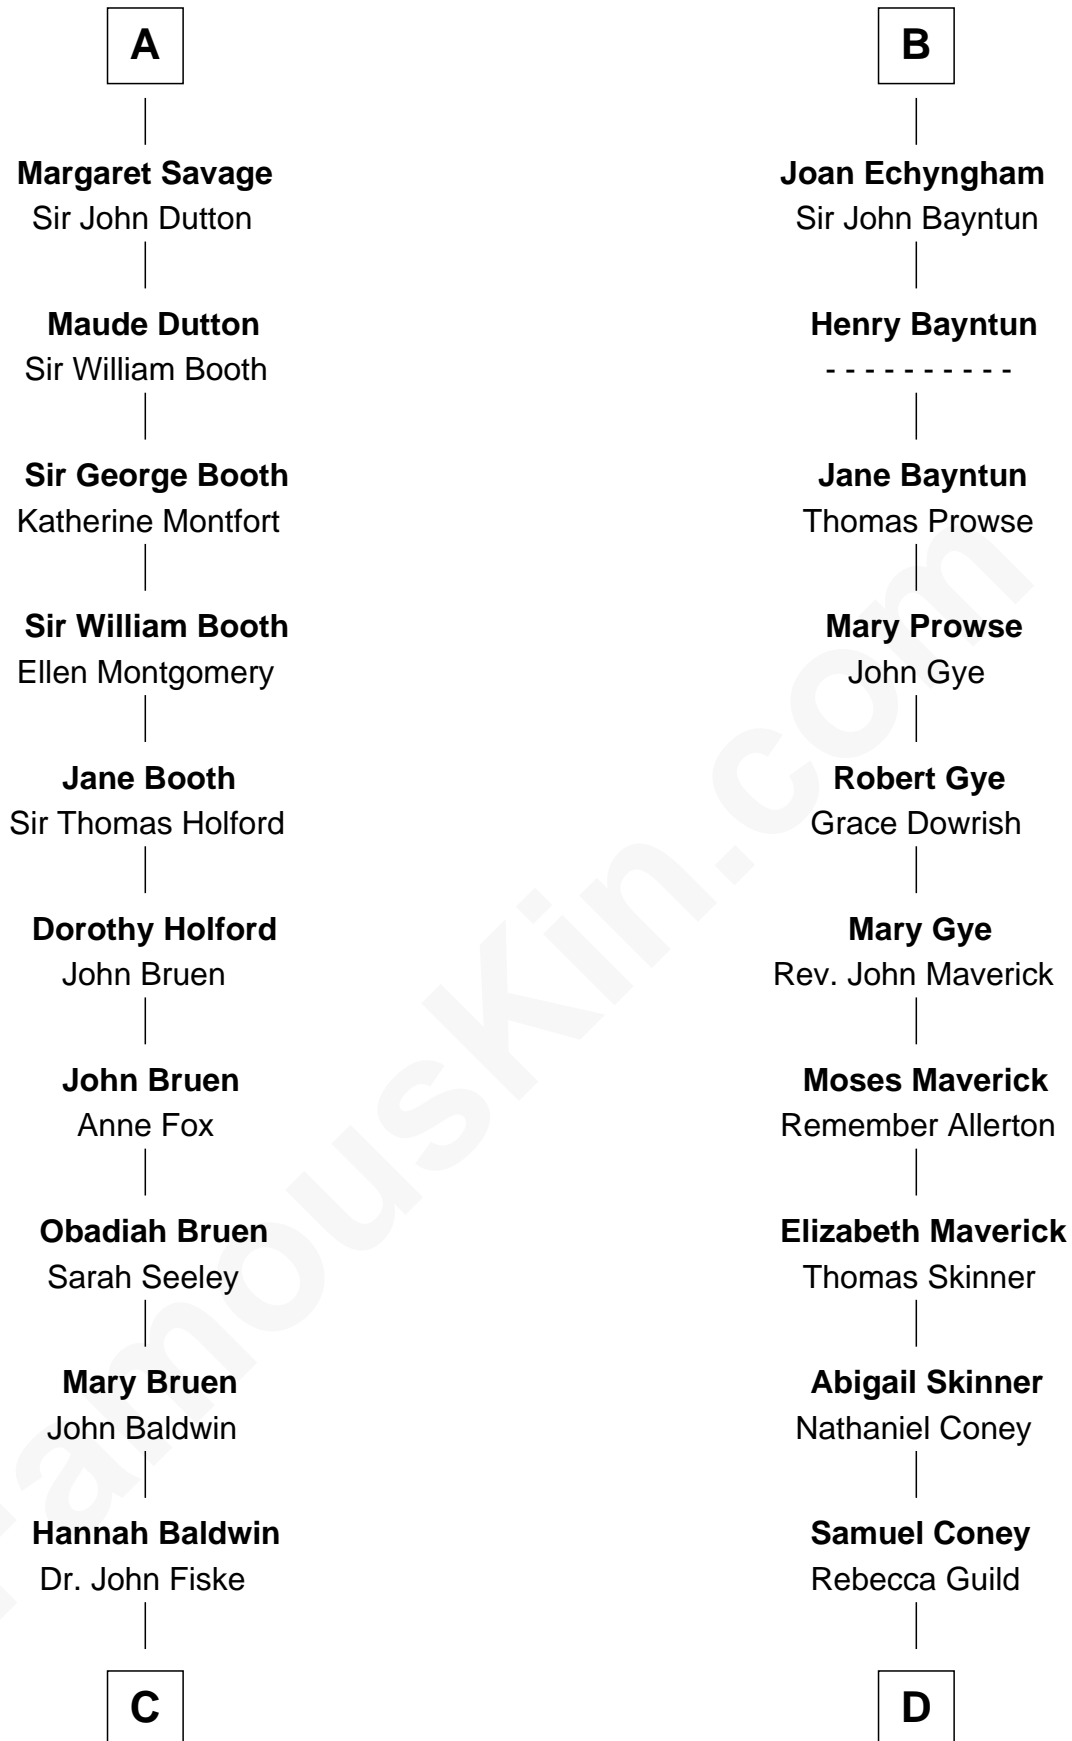 A
Margaret Savage
Sir John Dutton
Maude Dutton
Sir William Booth
Sir George Booth
Katherine Montfort
Sir William Booth
Ellen Montgomery
Jane Booth
Sir Thomas Holford
Dorothy Holford
John Bruen
John Bruen
Anne Fox
Obadiah Bruen
Sarah Seeley
Mary Bruen
John Baldwin
Hannah Baldwin
Dr. John Fiske
C
B
Joan Echyngham
Sir John Bayntun
Henry Bayntun
- - - - - - - - - -
Jane Bayntun
Thomas Prowse
Mary Prowse
John Gye
Robert Gye
Grace Dowrish
Mary Gye
Rev. John Maverick
Moses Maverick
Remember Allerton
Elizabeth Maverick
Thomas Skinner
Abigail Skinner
Nathaniel Coney
Samuel Coney
Rebecca Guild
D
FamousKin.com